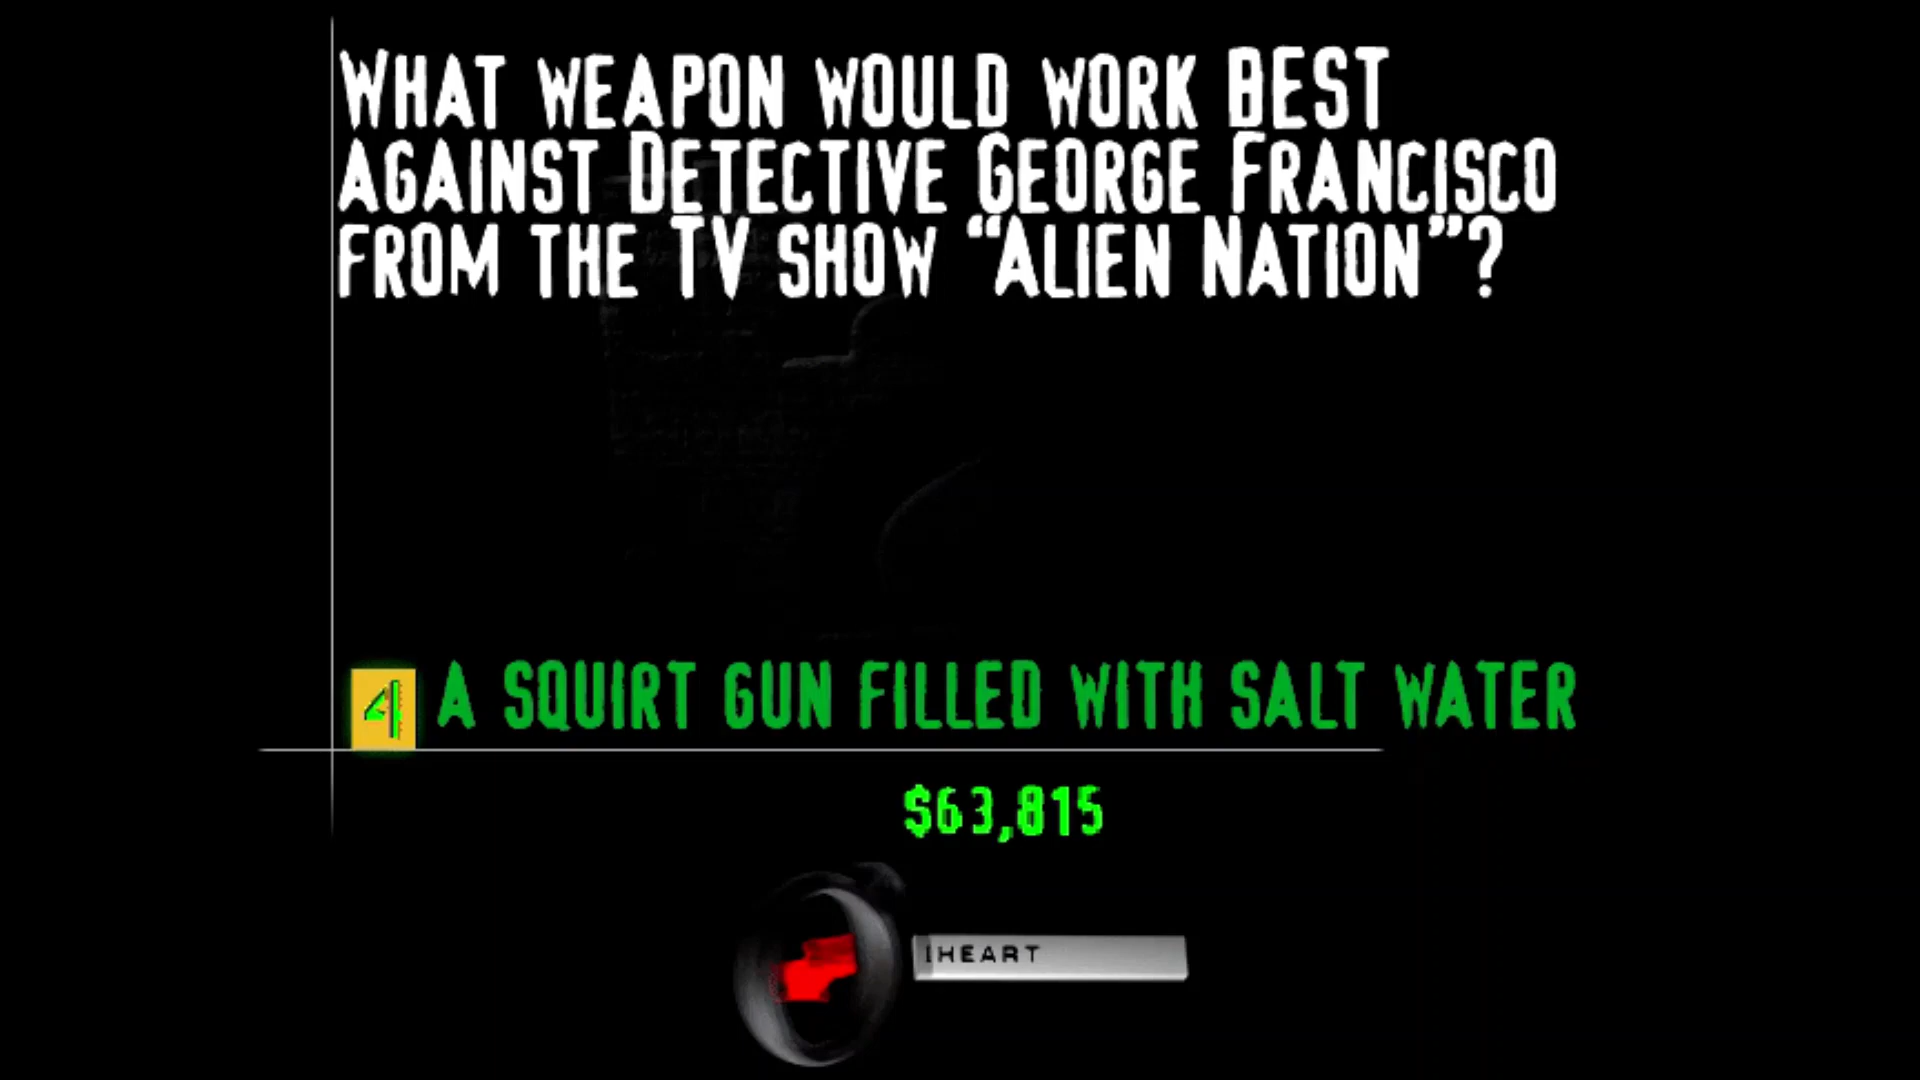 WHAT WEAPON WOULD WORK BEST
AGAINST DETECTIVE GEORGE FRANCISCO
FROM THE TV SHOW “ALIEN NATION”?
4 A SQUIRT GUN FILLED WITH SALT WATER
$63,815
IHEART